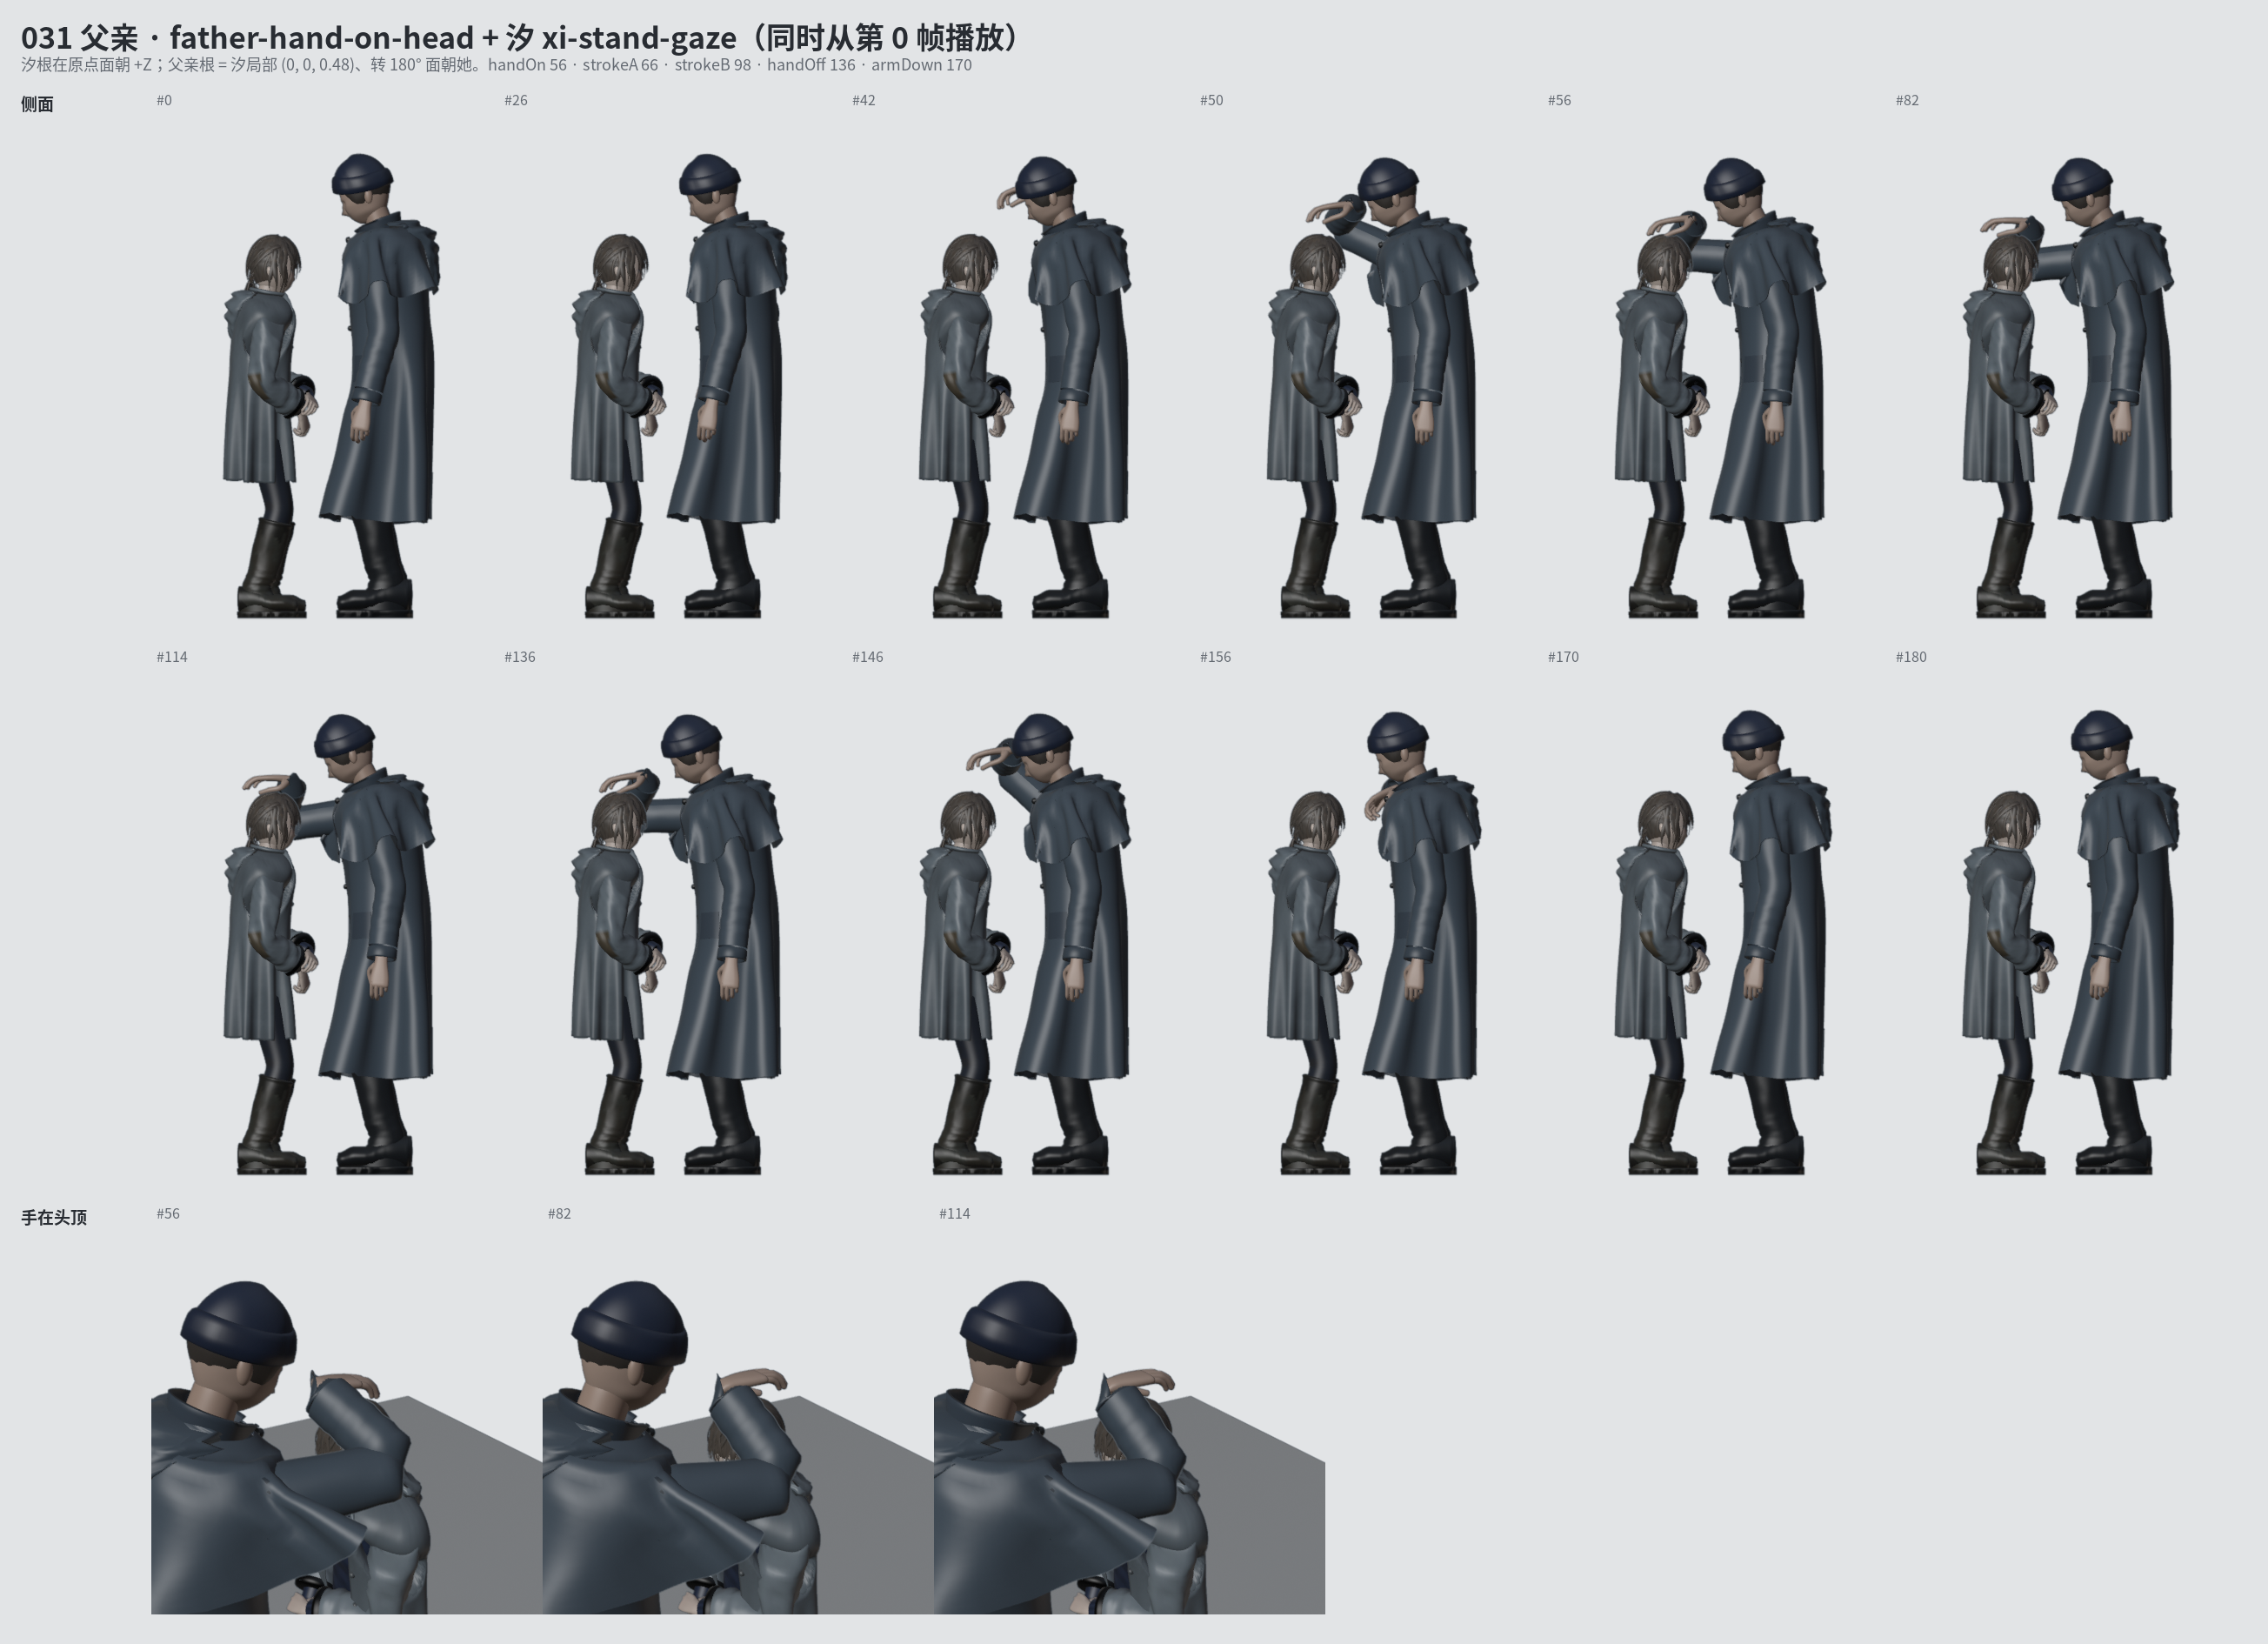 031 父亲 · father-hand-on-head + 汐 xi-stand-gaze（同时从第 0 帧播放）
汐根在原点面朝 +Z；父亲根 = 汐局部 (0, 0, 0.48)、转 180° 面朝她。handOn 56 · strokeA 66 · strokeB 98 · handOff 136 · armDown 170
侧面
#0 #26 #42 #50 #56 #82
#114 #136 #146 #156 #170 #180
手在头顶
#56 #82 #114